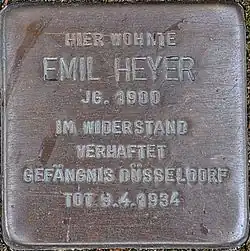 HIER WOHNTE
EMIL HEYER
JG. 1900
IM WIDERSTAND
VERHAFTET
GEFÄNGNIS DÜSSELDORF
TOT 9.4.1934